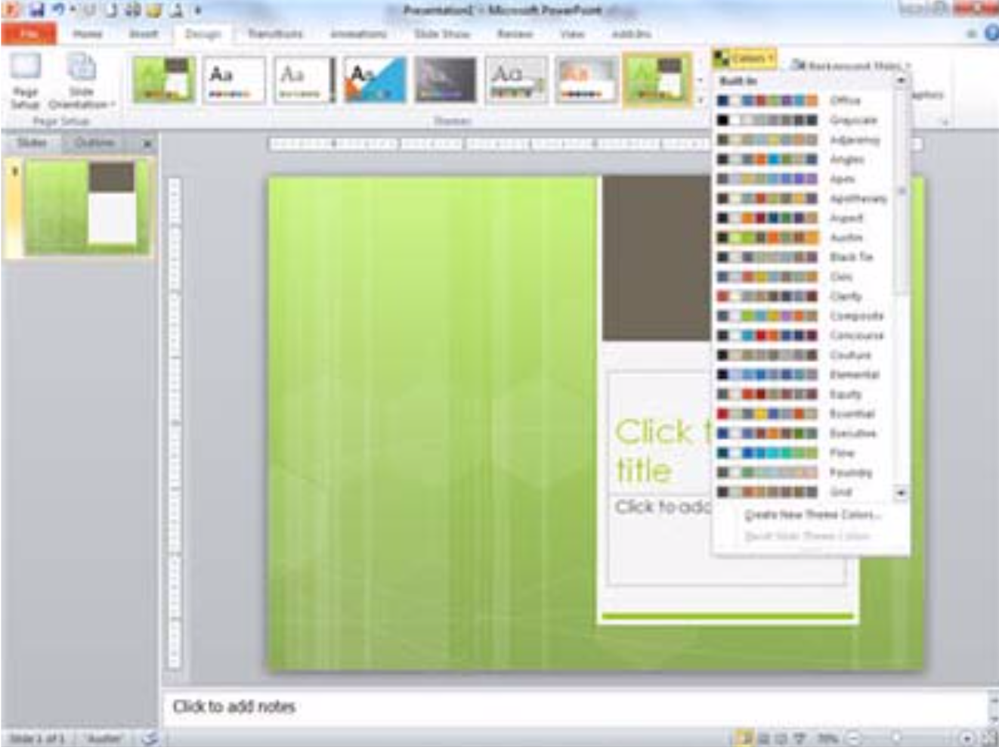 Presentation2 - Microsoft PowerPoint
File Home Insert Design Transitions Animations Slide Show Review View Add-Ins
Page Setup
Slide Orientation
Aa Aa Aa Aa Aa
Colors
Background Styles
Page Setup
Themes
Slides Outline
1
Built-In
Office
Grayscale
Adjacency
Angles
Apex
Apothecary
Aspect
Austin
Black Tie
Civic
Clarity
Composite
Concourse
Couture
Elemental
Equity
Essential
Executive
Flow
Foundry
Grid
Create New Theme Colors...
Reset Slide Theme Colors
Click t
title
Click to add
Click to add notes
Slide 1 of 1 "Austin" 70%